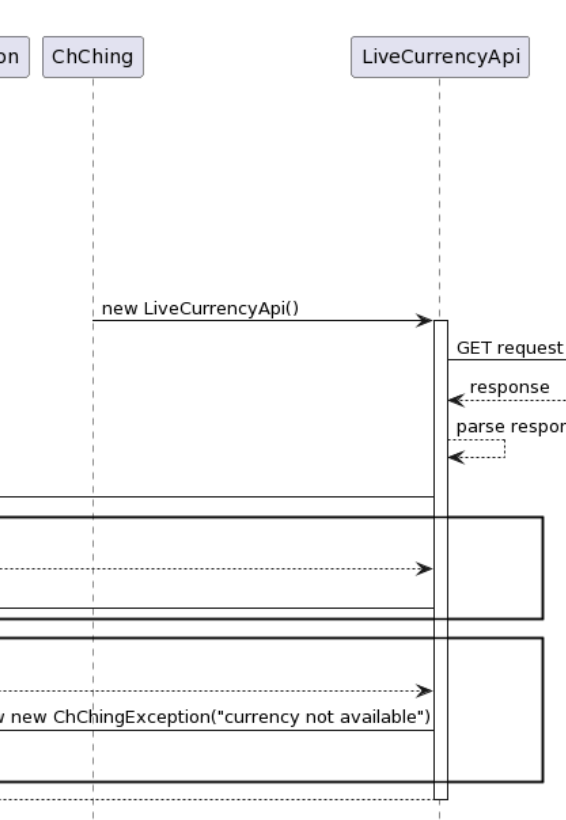 on ChChing LiveCurrencyApi
new LiveCurrencyApi()
GET request
response
parse respor
w new ChChingException("currency not available")